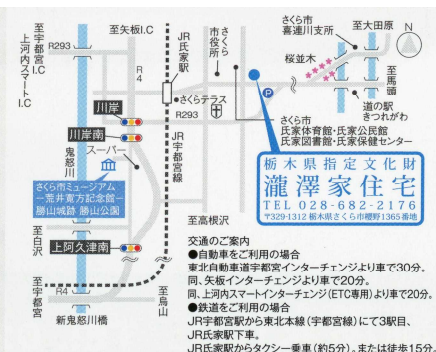 至宇都宮I.C
上河内スマートI.C
R293
至矢板I.C
R
4
JR氏家駅
さくら
市役所
さくら市
喜連川支所
至大田原
N
桜並木
至馬頭
道の駅
きつれがわ
P
さくらテラス
R293
川岸
川岸南
スーパー
鬼怒川
JR宇都宮線
さくら市
氏家体育館・氏家公民館
氏家図書館・氏家保健センター
さくら市ミュージアム
－荒井寛方記念館－
勝山城跡 勝山公園
栃木県指定文化財
瀧澤家住宅
TEL 028-682-2176
〒329-1312 栃木県さくら市櫻野1365番地
至高根沢
至白沢
上阿久津南
至宇都宮
R4
新鬼怒川橋
至烏山
交通のご案内
●自動車をご利用の場合
東北自動車道宇都宮インターチェンジより車で30分。
同、矢板インターチェンジより車で20分。
同、上河内スマートインターチェンジ(ETC専用)より車で20分。
●鉄道をご利用の場合
JR宇都宮駅から東北本線(宇都宮線)にて3駅目、
JR氏家駅下車。
JR氏家駅からタクシー乗車(約5分)。または徒歩15分。